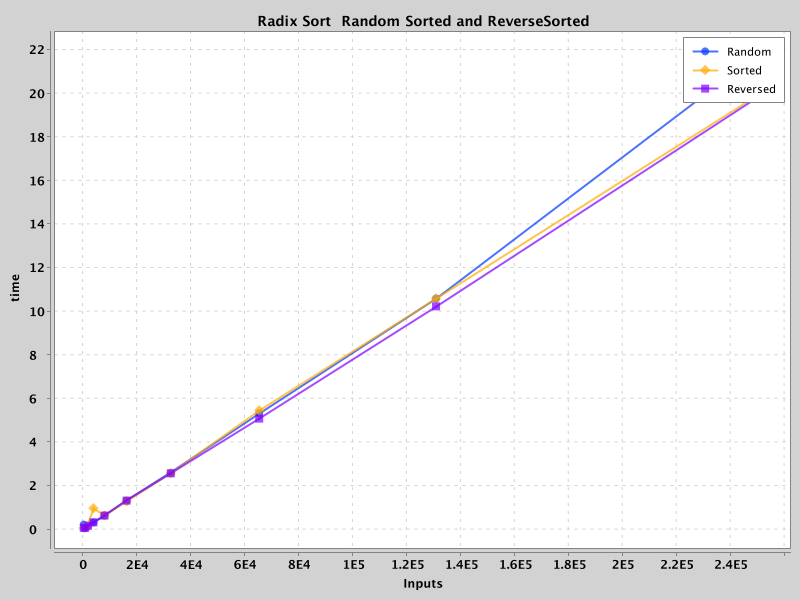 Radix Sort  Random Sorted and ReverseSorted
Random
Sorted
Reversed
22
20
18
16
14
12
10
8
6
4
2
0
time
0 2E4 4E4 6E4 8E4 1E5 1.2E5 1.4E5 1.6E5 1.8E5 2E5 2.2E5 2.4E5
Inputs